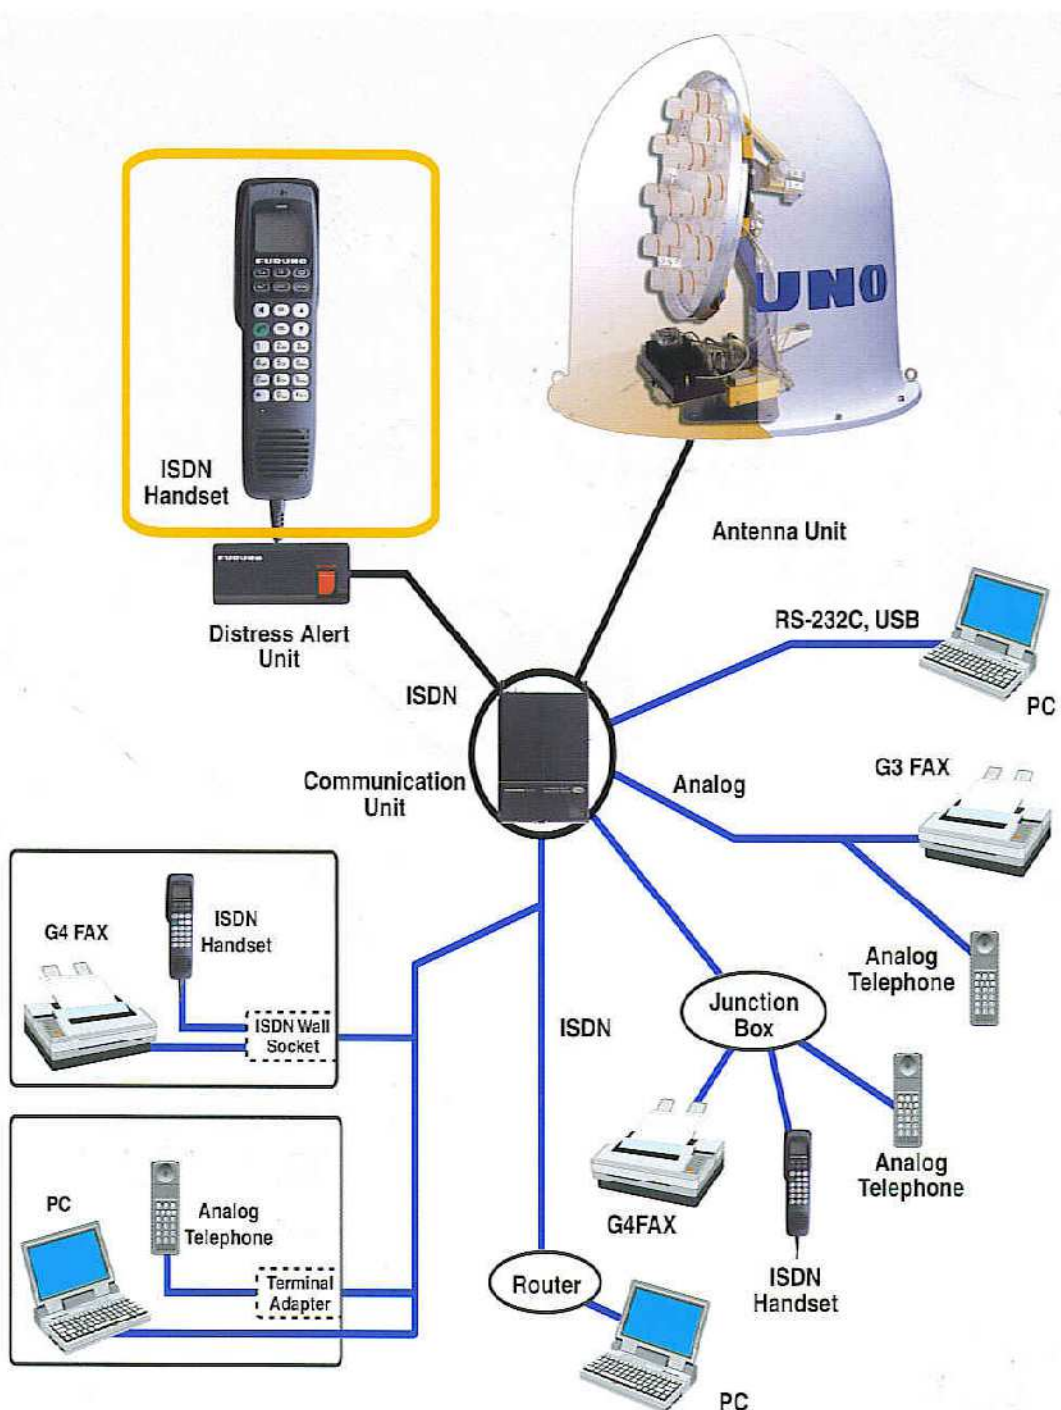 FURUNO
ISDN
Handset
UNO
Antenna Unit
FURUNO
Distress Alert
Unit
RS-232C, USB
PC
ISDN
Communication
Unit
Analog
G3 FAX
G4 FAX
ISDN
Handset
ISDN Wall
Socket
Analog
Telephone
Junction
Box
ISDN
Analog
Telephone
G4FAX
ISDN
Handset
PC
Analog
Telephone
Terminal
Adapter
Router
PC